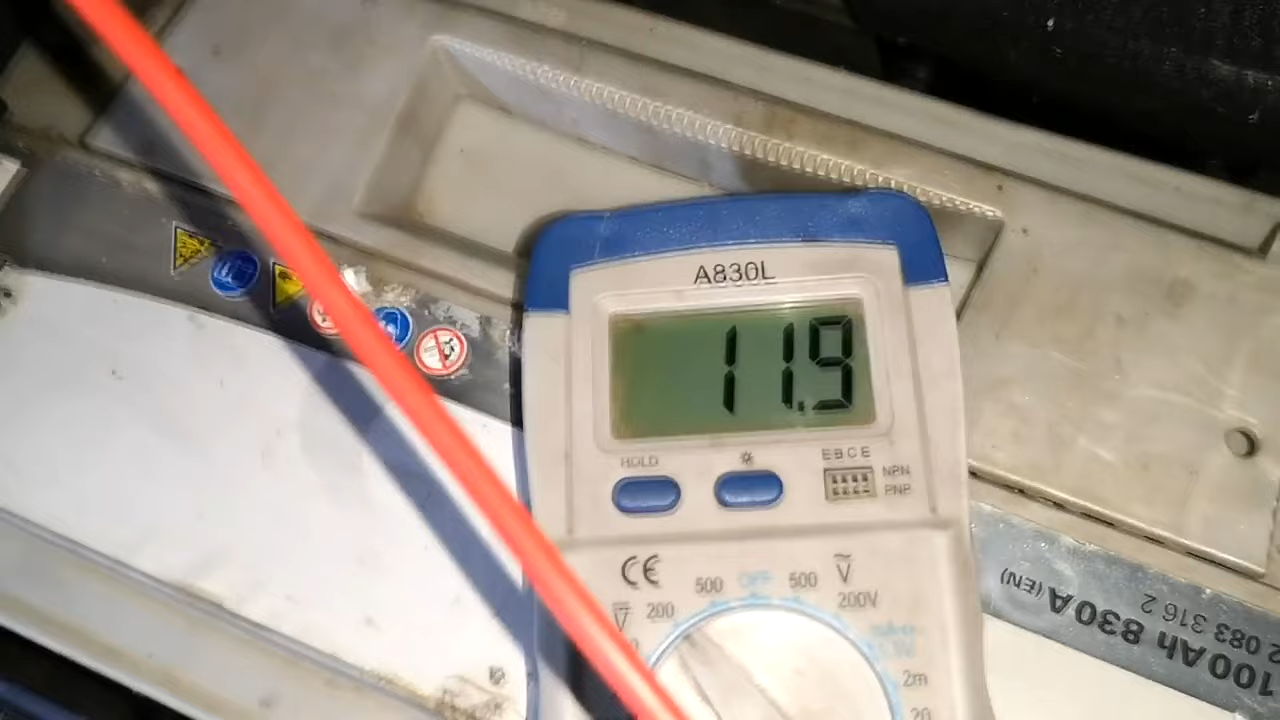 A830L
11.9
HOLD
EBCE
NPN
PNP
CE
500
OFF
500
V
200
200V
V
2m
20
100Ah 830A (EN)
2 083 316 2